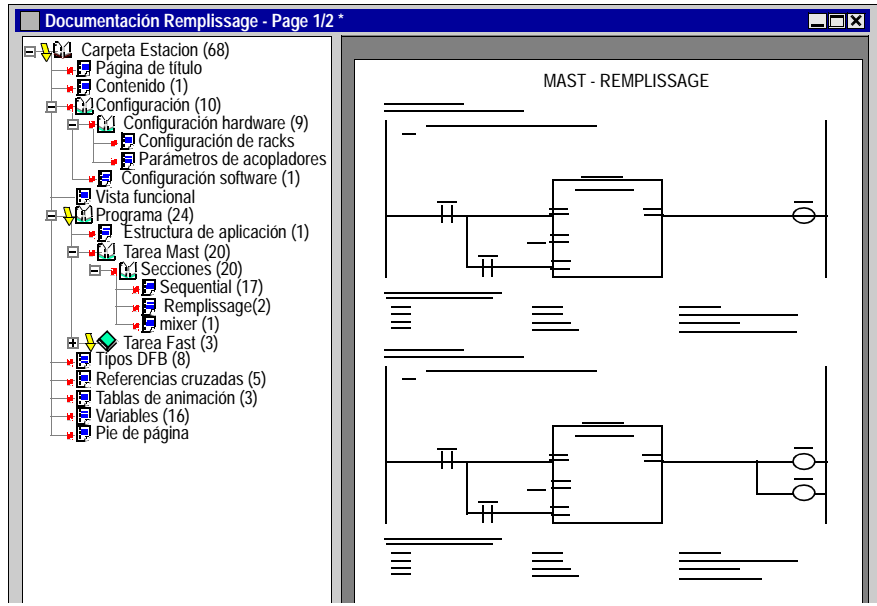 Documentación Remplissage - Page 1/2 *
Carpeta Estacion (68)
Página de título
Contenido (1)
Configuración (10)
Configuración hardware (9)
Configuración de racks
Parámetros de acopladores
Configuración software (1)
Vista funcional
Programa (24)
Estructura de aplicación (1)
Tarea Mast (20)
Secciones (20)
Sequential (17)
Remplissage(2)
mixer (1)
Tarea Fast (3)
Tipos DFB (8)
Referencias cruzadas (5)
Tablas de animación (3)
Variables (16)
Pie de página
MAST - REMPLISSAGE